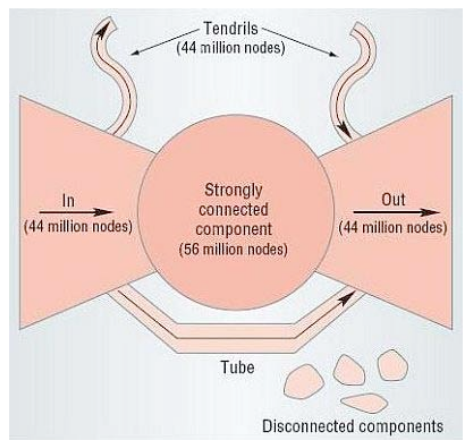 Tendrils
(44 million nodes)
In
(44 million nodes)
Strongly
connected
component
(56 million nodes)
Out
(44 million nodes)
Tube
Disconnected components